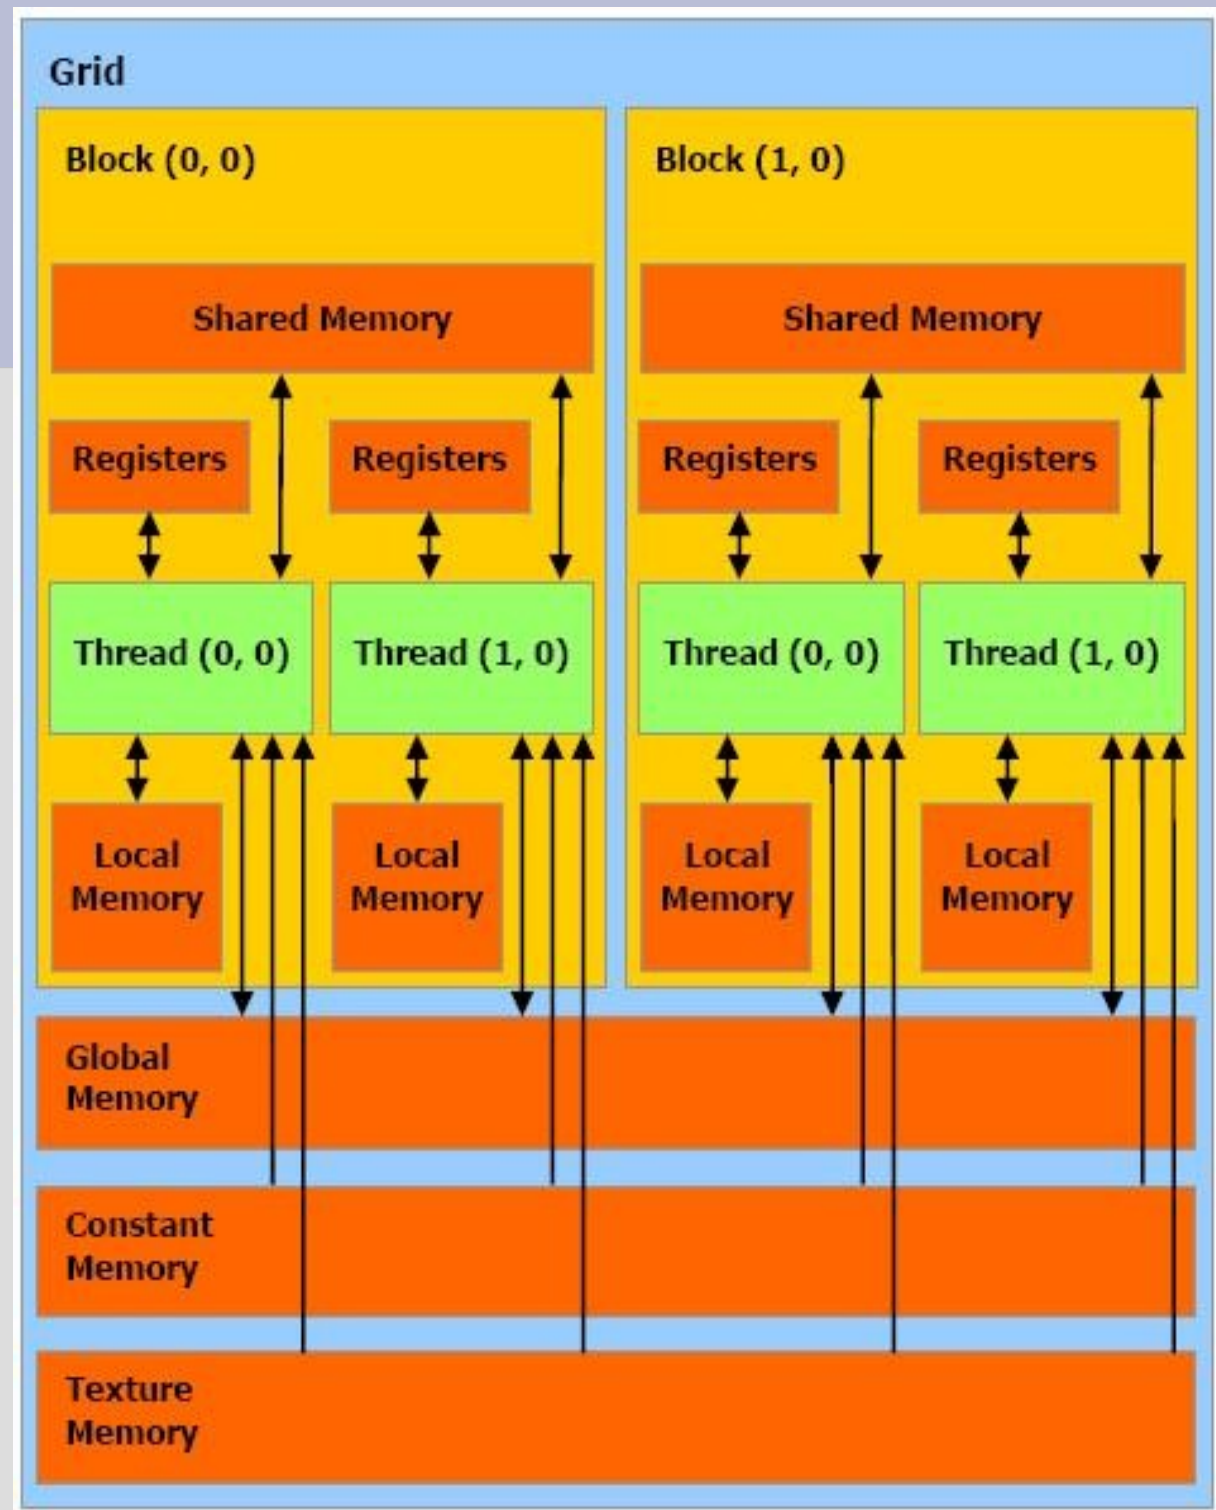 Grid
Block (0, 0)
Block (1, 0)
Shared Memory
Shared Memory
Registers
Registers
Registers
Registers
Thread (0, 0)
Thread (1, 0)
Thread (0, 0)
Thread (1, 0)
Local
Memory
Local
Memory
Local
Memory
Local
Memory
Global
Memory
Constant
Memory
Texture
Memory